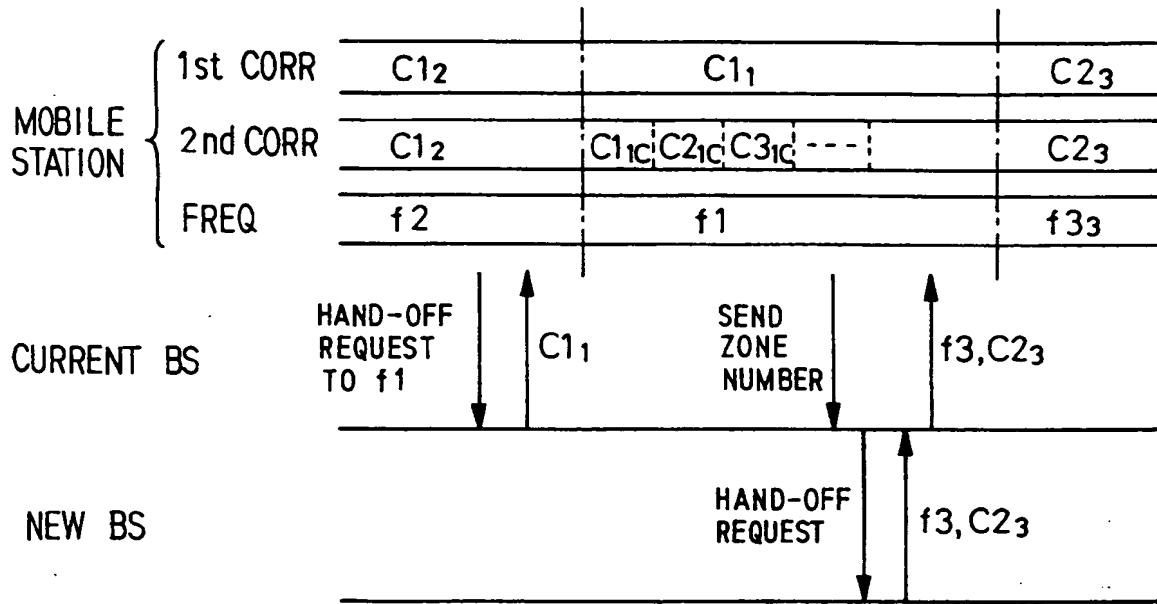 1st CORR C1₂ C1₁ C2₃
MOBILE STATION
2nd CORR C1₂ C1₁C C2₁C C3₁C ---- C2₃
FREQ f2 f1 f3₃
HAND-OFF
REQUEST
TO f1
C1₁
SEND
ZONE
NUMBER
f3, C2₃
CURRENT BS
HAND-OFF
REQUEST
f3, C2₃
NEW BS